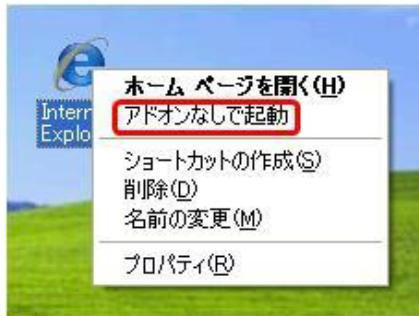 Intern
Explo
ホーム ページを開く(H)
アドオンなしで起動
ショートカットの作成(S)
削除(D)
名前の変更(M)
プロパティ(R)